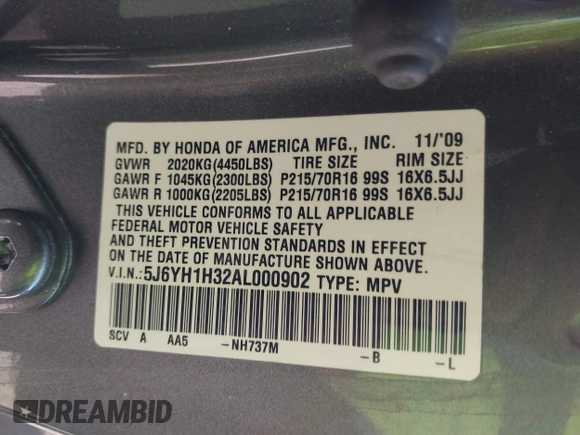 MFD. BY HONDA OF AMERICA MFG., INC. 11/'09
GVWR 2020KG(4450LBS) TIRE SIZE RIM SIZE
GAWR F 1045KG(2300LBS) P215/70R16 99S 16X6.5JJ
GAWR R 1000KG(2205LBS) P215/70R16 99S 16X6.5JJ
THIS VEHICLE CONFORMS TO ALL APPLICABLE
FEDERAL MOTOR VEHICLE SAFETY
AND THEFT PREVENTION STANDARDS IN EFFECT
ON THE DATE OF MANUFACTURE SHOWN ABOVE.
V.I.N.:5J6YH1H32AL000902 TYPE: MPV
SCV A AA5 -NH737M -B -L
DREAMBID